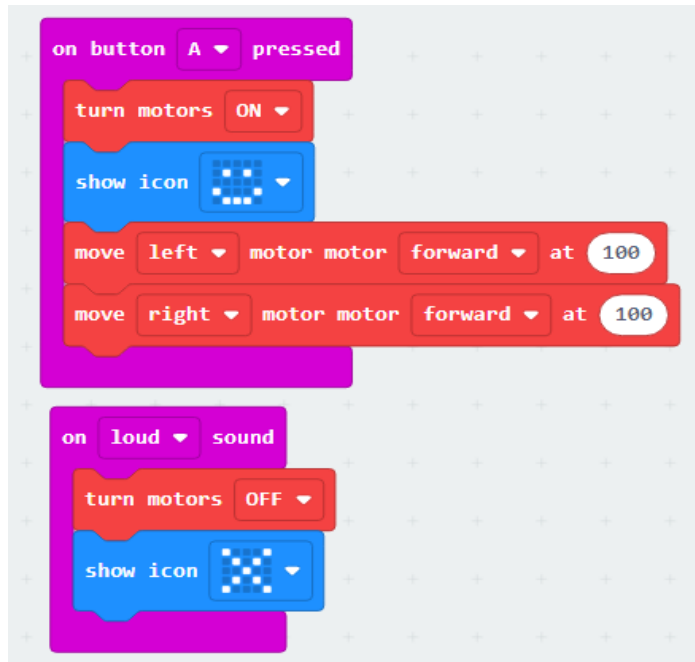 on button A pressed
turn motors ON
show icon
move left motor motor forward at 100
move right motor motor forward at 100
on loud sound
turn motors OFF
show icon